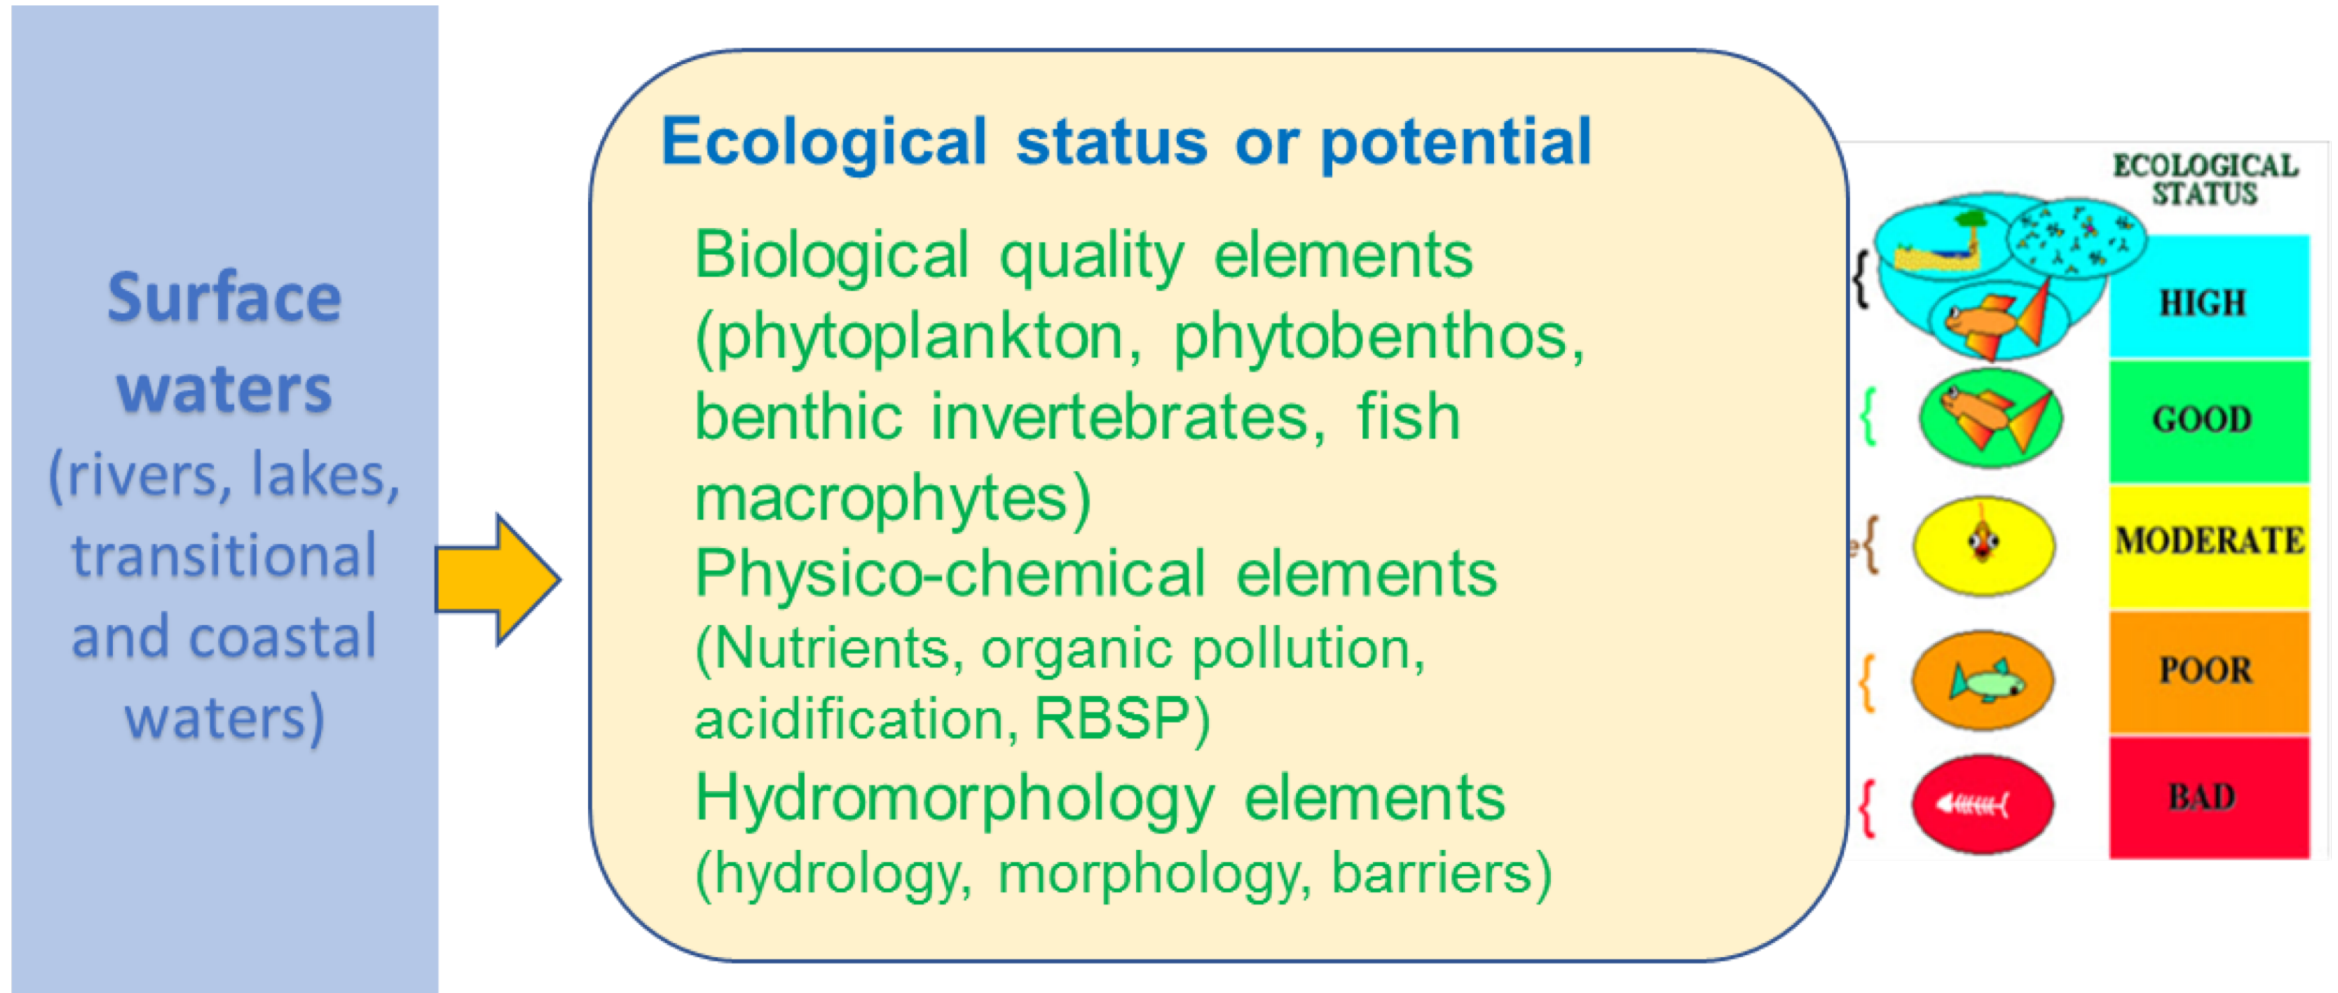 Surface
waters
(rivers, lakes,
transitional
and coastal
waters)
Ecological status or potential
Biological quality elements
(phytoplankton, phytobenthos,
benthic invertebrates, fish
macrophytes)
Physico-chemical elements
(Nutrients, organic pollution,
acidification, RBSP)
Hydromorphology elements
(hydrology, morphology, barriers)
ECOLOGICAL
STATUS
HIGH
GOOD
MODERATE
POOR
BAD